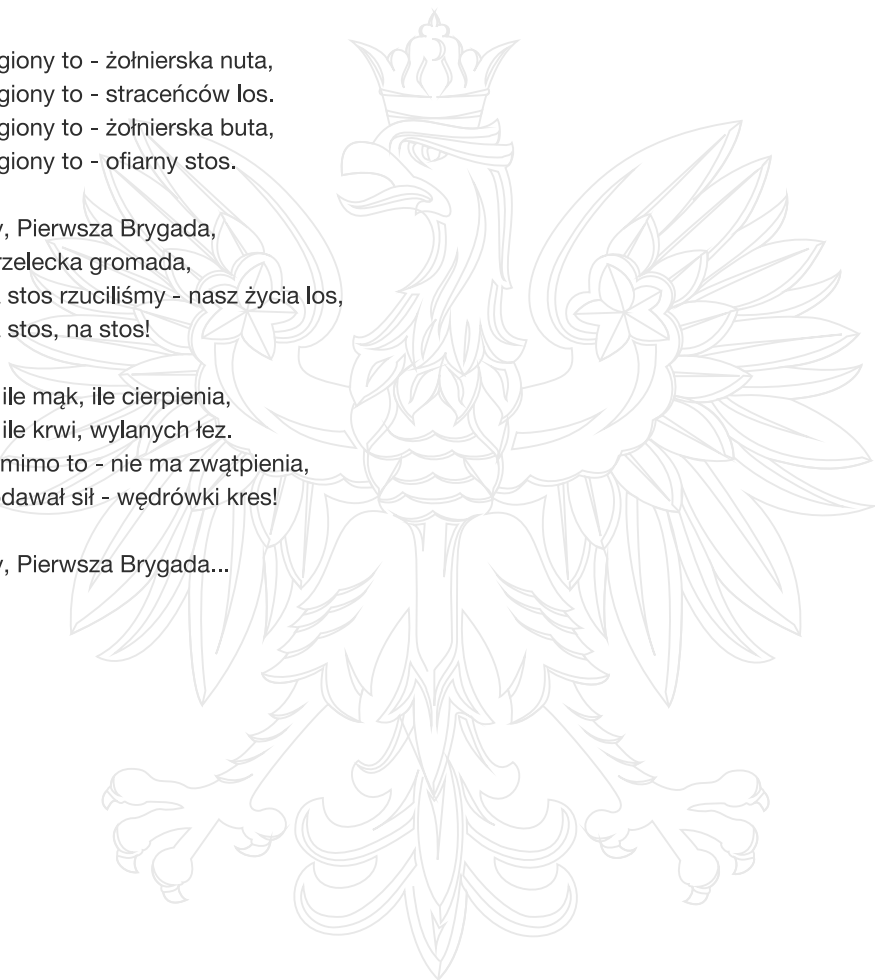 giony to - żołnierska nuta,
giony to - straceńców los.
giony to - żołnierska buta,
giony to - ofiarny stos.
y, Pierwsza Brygada,
rzelecka gromada,
stos rzuciliśmy - nasz życia los,
stos, na stos!
ile mąk, ile cierpienia,
ile krwi, wylanych łez.
mimo to - nie ma zwątpienia,
dawał sił - wędrówki kres!
y, Pierwsza Brygada...